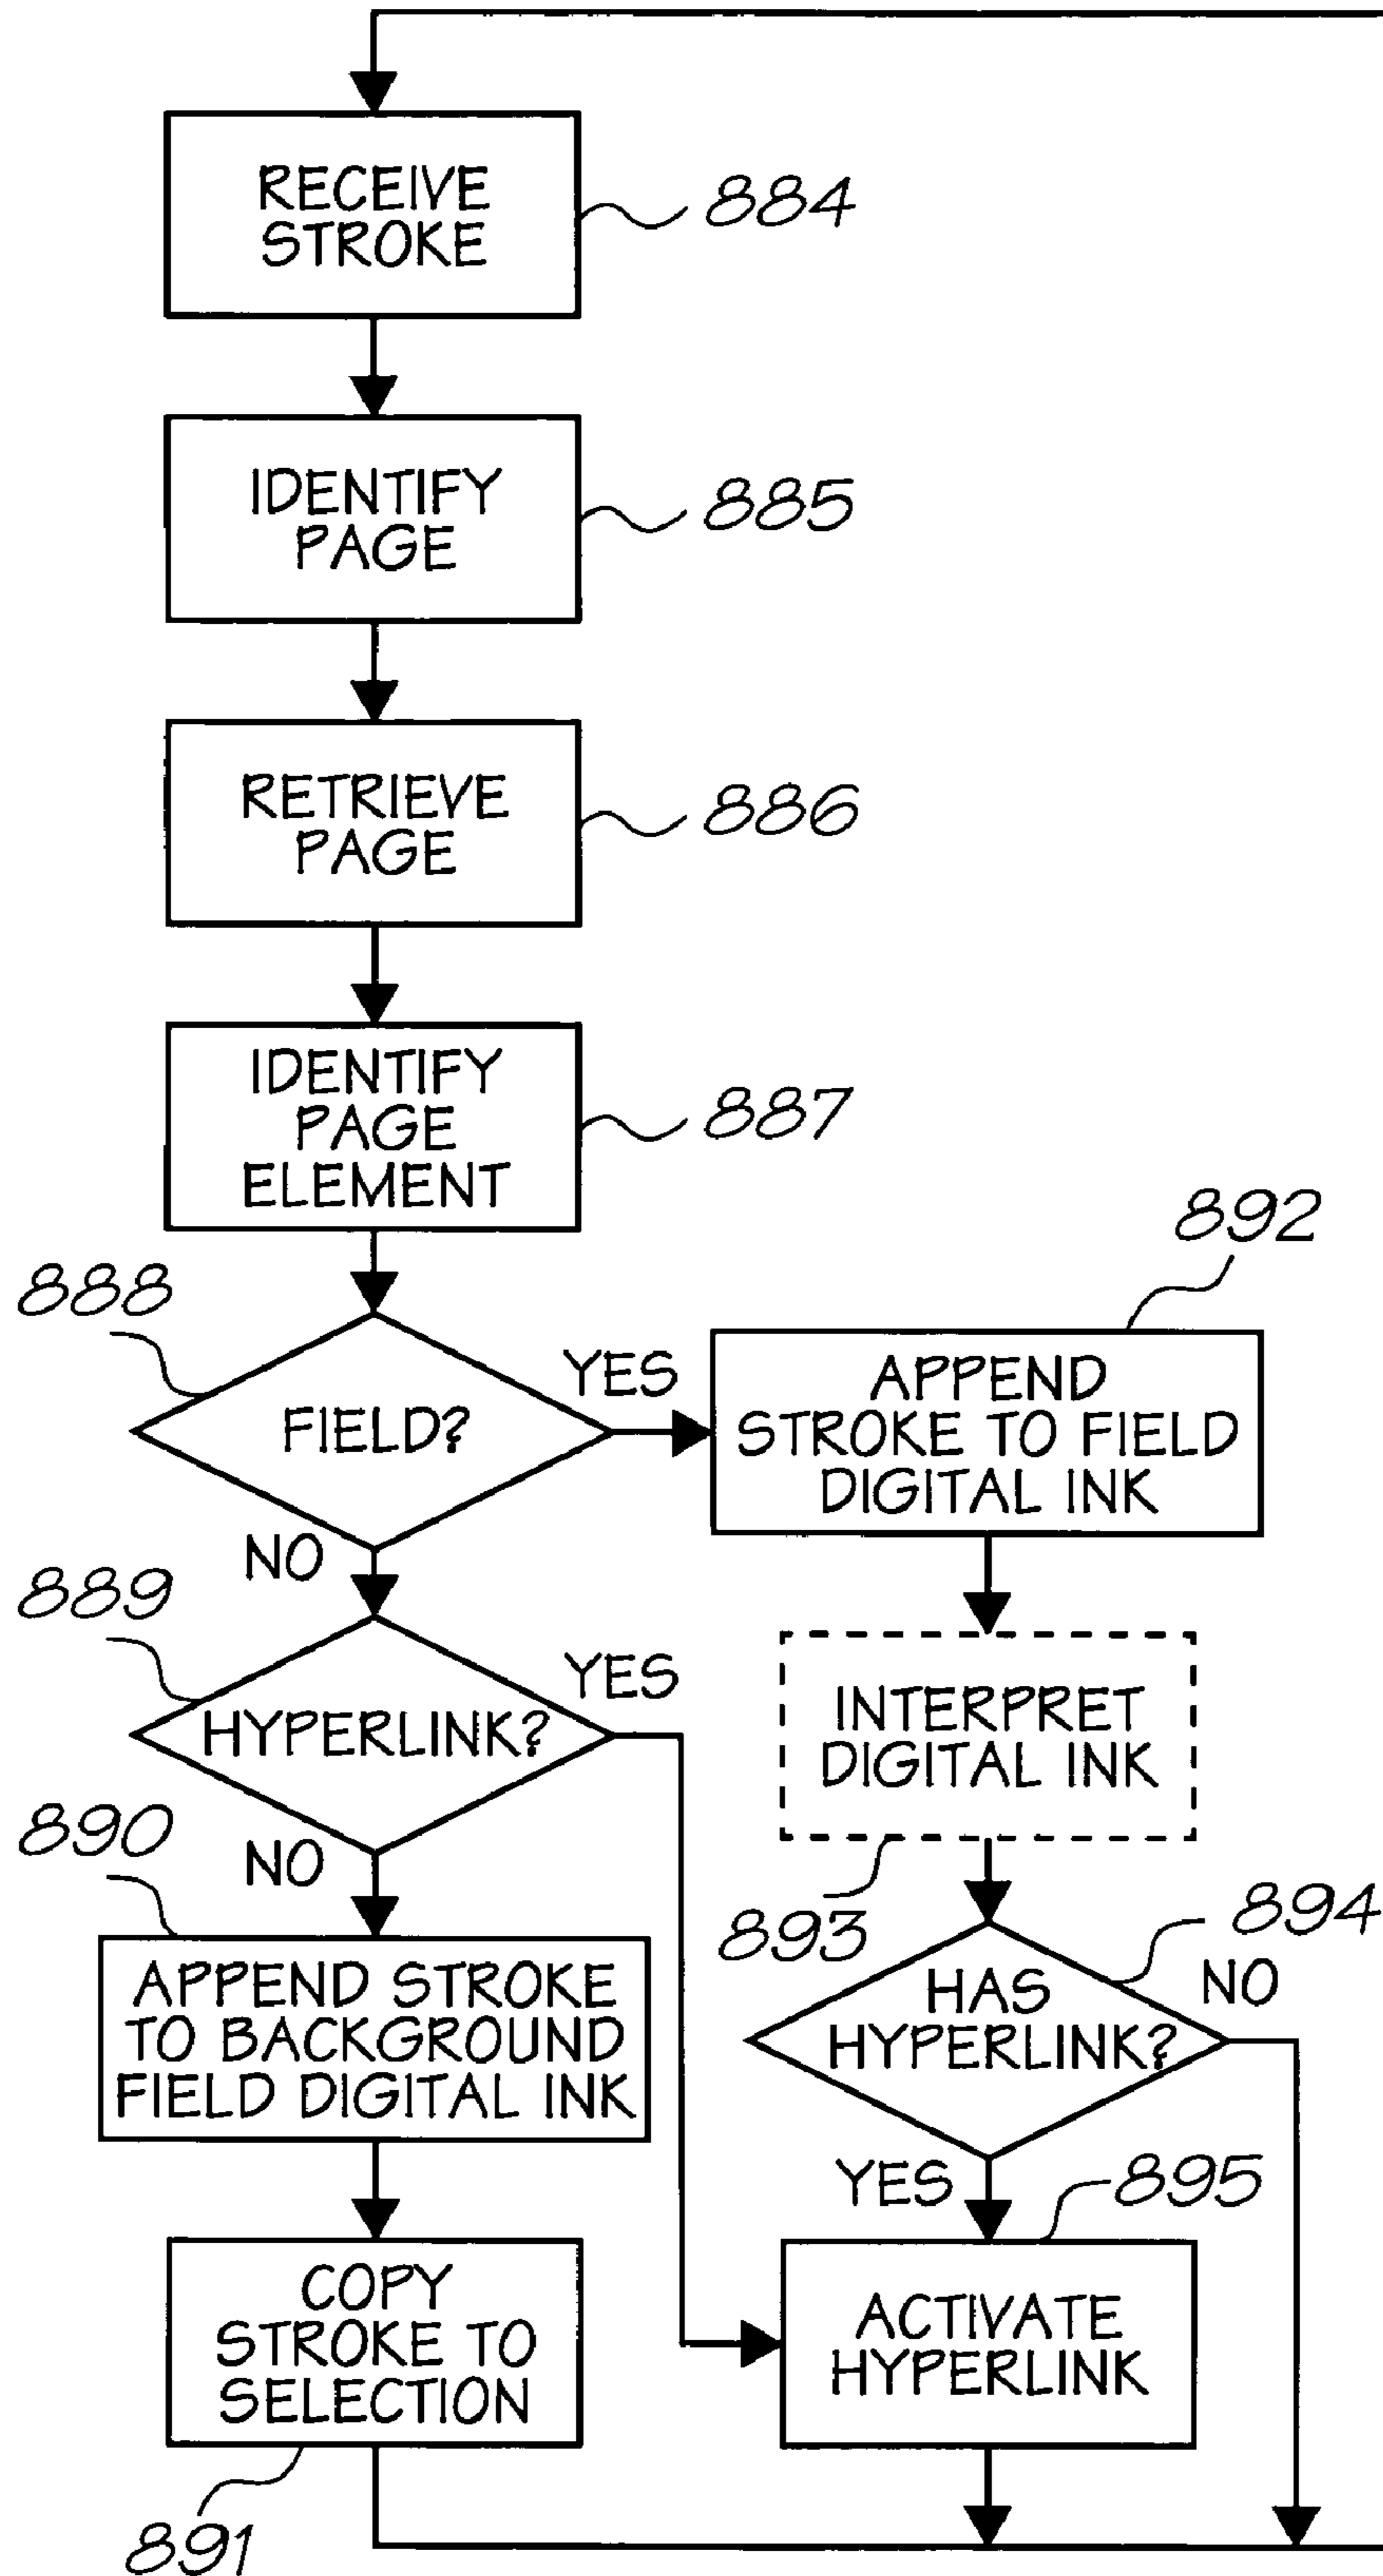 RECEIVE
STROKE
884
IDENTIFY
PAGE
885
RETRIEVE
PAGE
886
IDENTIFY
PAGE
ELEMENT
887
888
FIELD?
YES
NO
892
APPEND
STROKE TO FIELD
DIGITAL INK
889
HYPERLINK?
YES
NO
INTERPRET
DIGITAL INK
893
890
APPEND STROKE
TO BACKGROUND
FIELD DIGITAL INK
894
HAS
HYPERLINK?
NO
YES
895
COPY
STROKE TO
SELECTION
891
ACTIVATE
HYPERLINK